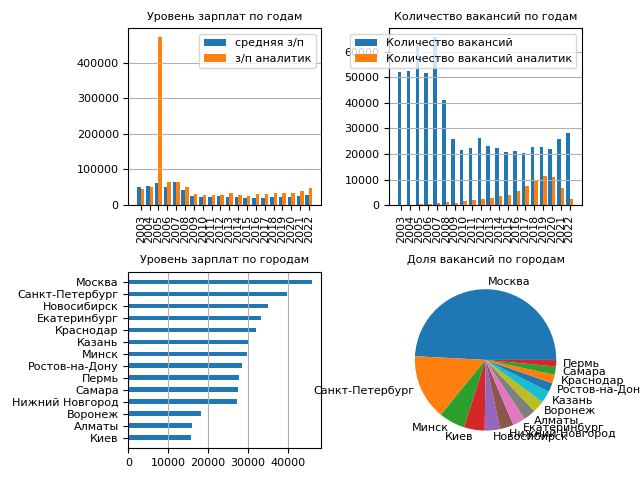 Уровень зарплат по годам
средняя з/п
з/п аналитик
400000
300000
200000
100000
0
2003 2004 2005 2006 2007 2008 2009 2010 2011 2012 2013 2014 2015 2016 2017 2018 2019 2020 2021 2022
Количество вакансий по годам
Количество вакансий
Количество вакансий аналитик
60000
50000
40000
30000
20000
10000
0
2003 2004 2005 2006 2007 2008 2009 2010 2011 2012 2013 2014 2015 2016 2017 2018 2019 2020 2021 2022
Уровень зарплат по городам
Москва
Санкт-Петербург
Новосибирск
Екатеринбург
Краснодар
Казань
Минск
Ростов-на-Дону
Пермь
Самара
Нижний Новгород
Воронеж
Алматы
Киев
0 10000 20000 30000 40000
Доля вакансий по городам
Москва
Санкт-Петербург
Минск
Киев
Новосибирск
Нижний Новгород
Екатеринбург
Алматы
Воронеж
Казань
Ростов-на-Дон
Краснодар
Самара
Пермь